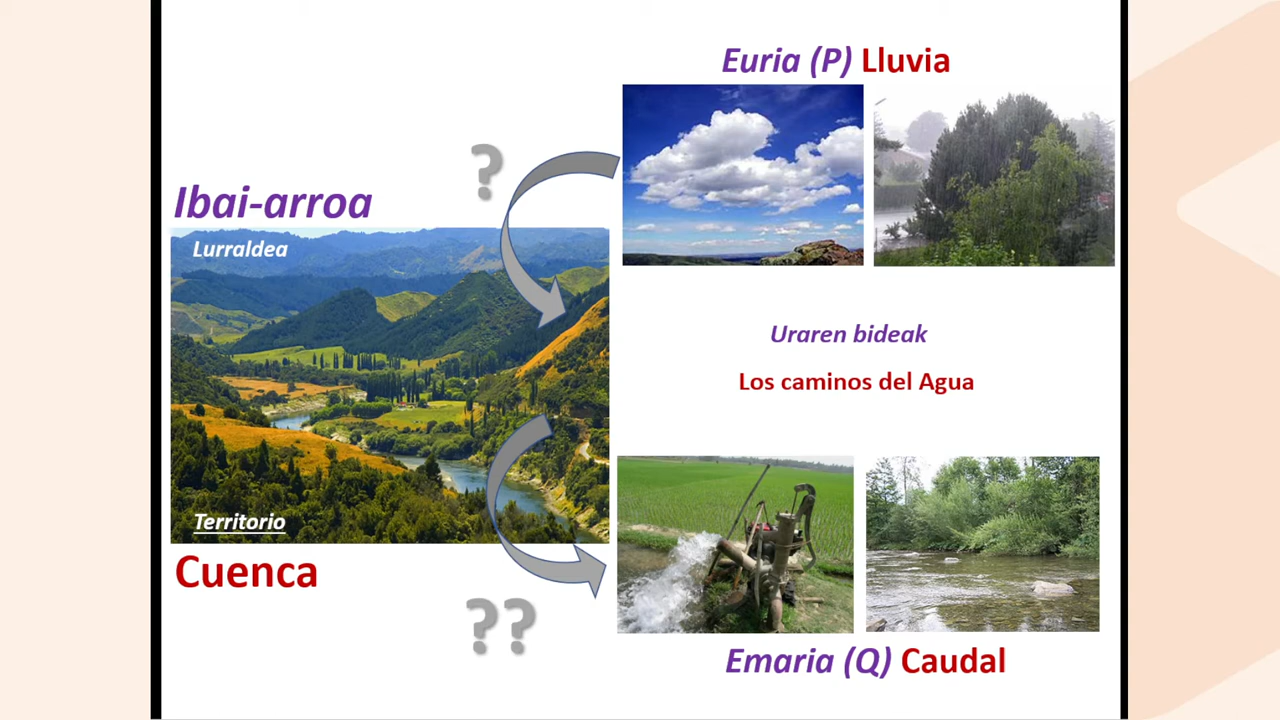 Euria (P) Lluvia
?
Ibai-arroa
Lurraldea
Uraren bideak
Los caminos del Agua
Territorio
Cuenca
??
Emaria (Q) Caudal